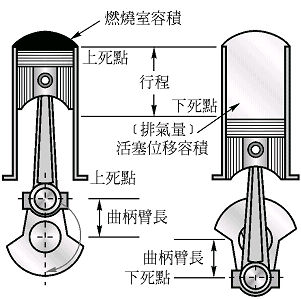 燃燒室容積
上死點
行程
下死點
﹝排氣量﹞
活塞位移容積
上死點
曲柄臂長
曲柄臂長
下死點